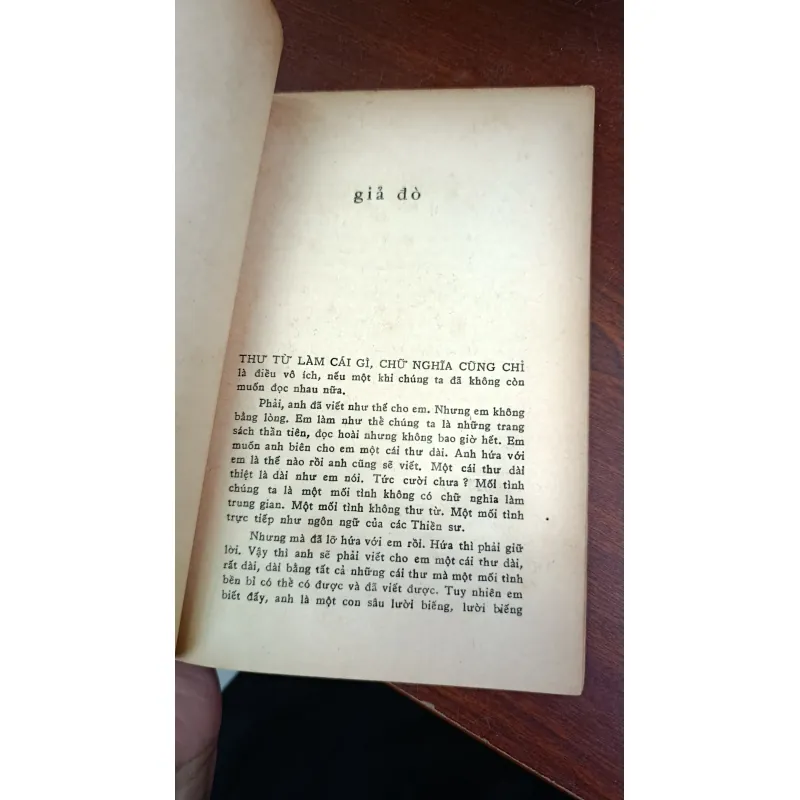 giả đò
THƯ TỪ LÀM CÁI GÌ, CHỮ NGHĨA CŨNG CHỈ
là điều vô ích, nếu một khi chúng ta đã không còn
muốn đọc nhau nữa.
Phải, anh đã viết như thế cho em. Nhưng em không
bằng lòng. Em làm như thể chúng ta là những trang
sách thần tiên, đọc hoài nhưng không bao giờ hết. Em
muốn anh biên cho em một cái thư dài. Anh hứa với
em là thế nào rồi anh cũng sẽ viết. Một cái thư dài
thiệt là dài như em nói. Tức cười chưa ? Mối tình
chúng ta là một mối tình không có chữ nghĩa làm
trung gian. Một mối tình không thư từ. Một mối tình
trực tiếp như ngôn ngữ của các Thiền sư.
Nhưng mà đã lỡ hứa với em rồi. Hứa thì phải giữ
lời. Vậy thì anh sẽ phải viết cho em một cái thư dài,
rất dài, dài bằng tất cả những cái thư mà một mối tình
bền bỉ có thể có được và đã viết được. Tuy nhiên em
biết đấy, anh là một con sâu lười biếng, lười biếng